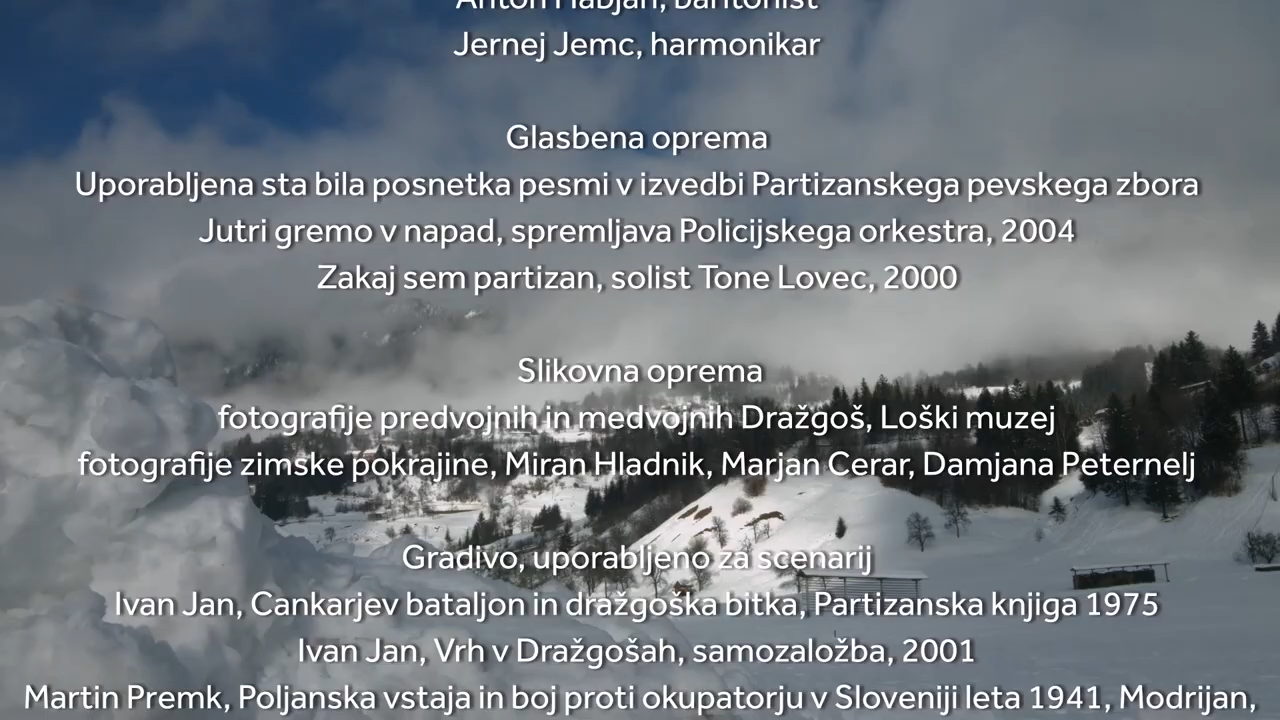 Anton Habjan, baritonist
Jernej Jemc, harmonikar
Glasbena oprema
Uporabljena sta bila posnetka pesmi v izvedbi Partizanskega pevskega zbora
Jutri gremo v napad, spremljava Policijskega orkestra, 2004
Zakaj sem partizan, solist Tone Lovec, 2000
Slikovna oprema
fotografije predvojnih in medvojnih Dražgoš, Loški muzej
fotografije zimske pokrajine, Miran Hladnik, Marjan Cerar, Damjana Peternelj
Gradivo, uporabljeno za scenarij
Ivan Jan, Cankarjev bataljon in dražgoška bitka, Partizanska knjiga 1975
Ivan Jan, Vrh v Dražgošah, samozaložba, 2001
Martin Premk, Poljanska vstaja in boj proti okupatorju v Sloveniji leta 1941, Modrijan,